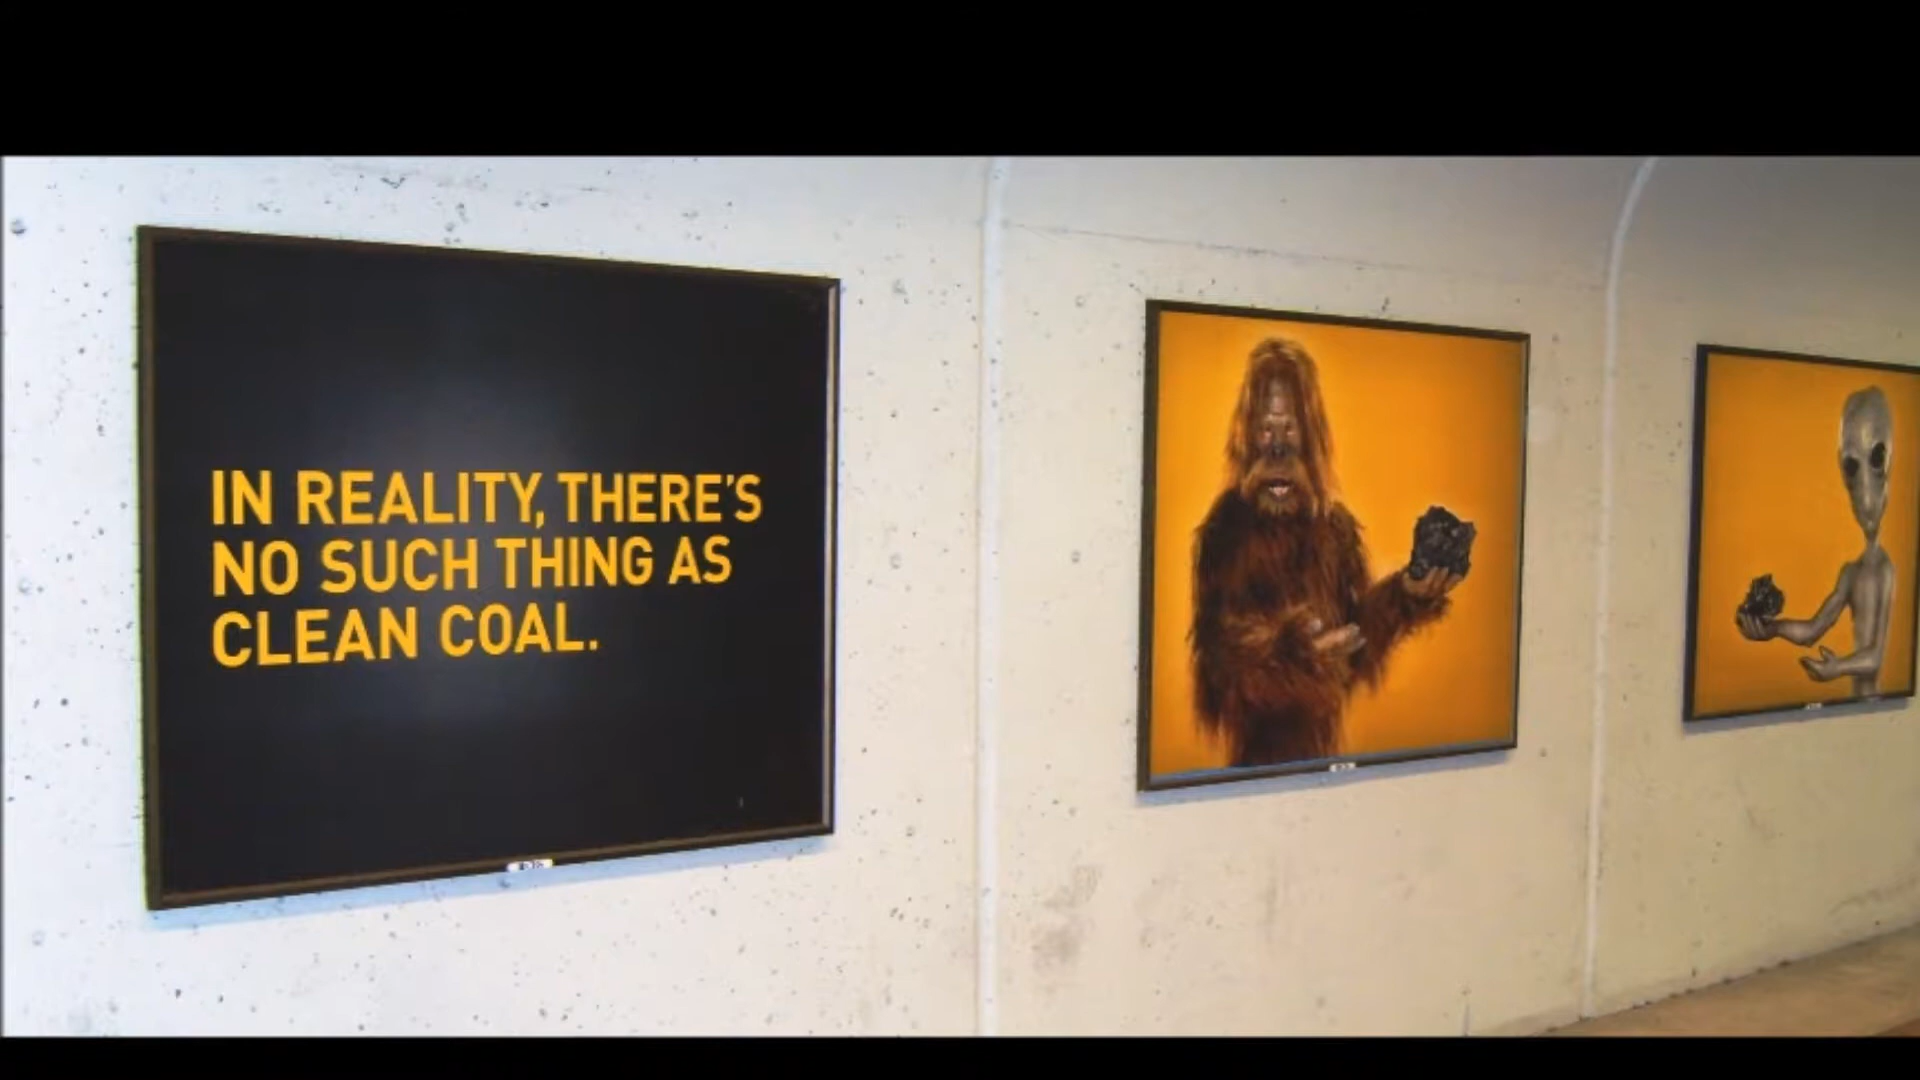 IN REALITY, THERE'S
NO SUCH THING AS
CLEAN COAL.